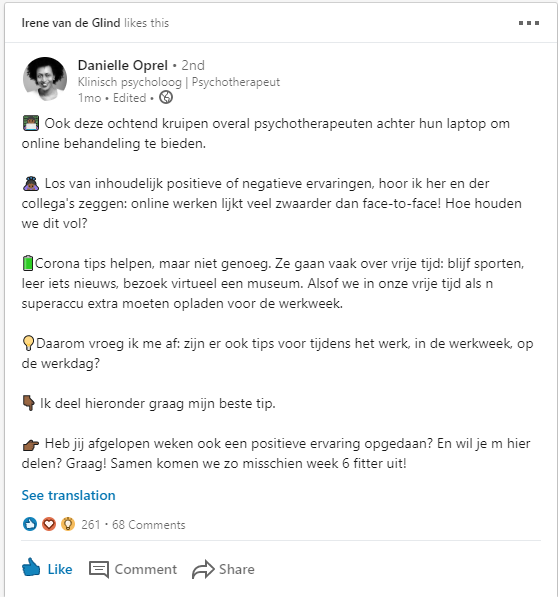 Irene van de Glind likes this
Danielle Oprel • 2nd
Klinisch psycholoog | Psychotherapeut
1mo • Edited •
Ook deze ochtend kruipen overal psychotherapeuten achter hun laptop om
online behandeling te bieden.
Los van inhoudelijk positieve of negatieve ervaringen, hoor ik her en der
collega's zeggen: online werken lijkt veel zwaarder dan face-to-face! Hoe houden
we dit vol?
Corona tips helpen, maar niet genoeg. Ze gaan vaak over vrije tijd: blijf sporten,
leer iets nieuws, bezoek virtueel een museum. Alsof we in onze vrije tijd als n
superaccu extra moeten opladen voor de werkweek.
Daarom vroeg ik me af: zijn er ook tips voor tijdens het werk, in de werkweek, op
de werkdag?
Ik deel hieronder graag mijn beste tip.
Heb jij afgelopen weken ook een positieve ervaring opgedaan? En wil je m hier
delen? Graag! Samen komen we zo misschien week 6 fitter uit!
See translation
261 • 68 Comments
Like Comment Share